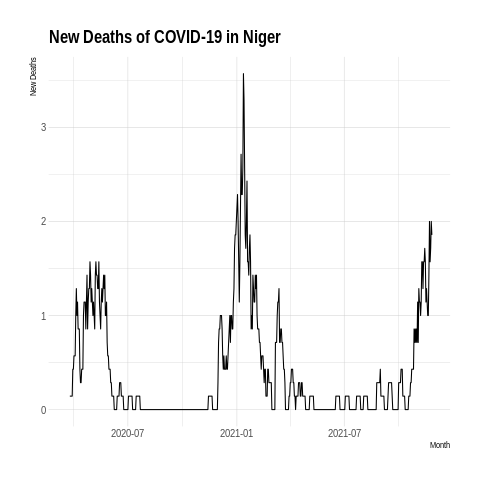 New Deaths of COVID-19 in Niger
New Deaths
3
2
1
0
2020-07
2021-01
2021-07
Month